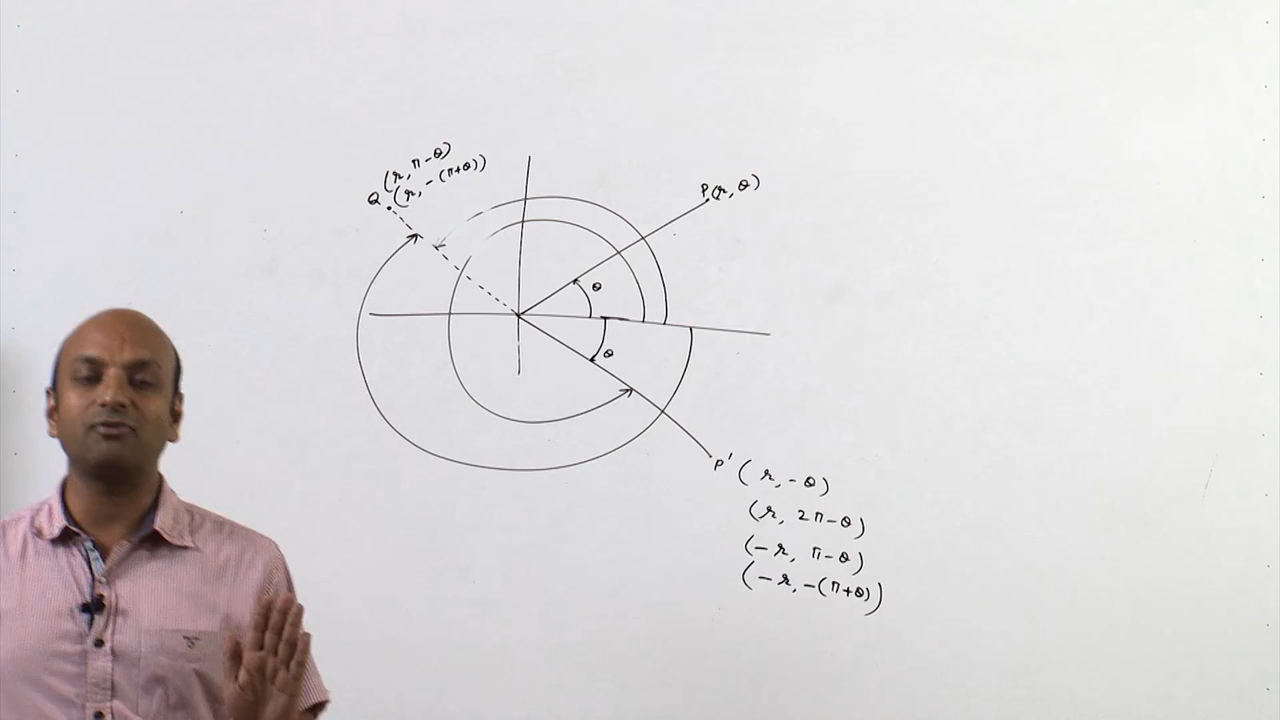 (r, π-θ)
Q (r, -(π+θ))
P(r, θ)
θ
θ
P' (r, -θ)
(r, 2π-θ)
(-r, π-θ)
(-r, -(π+θ))